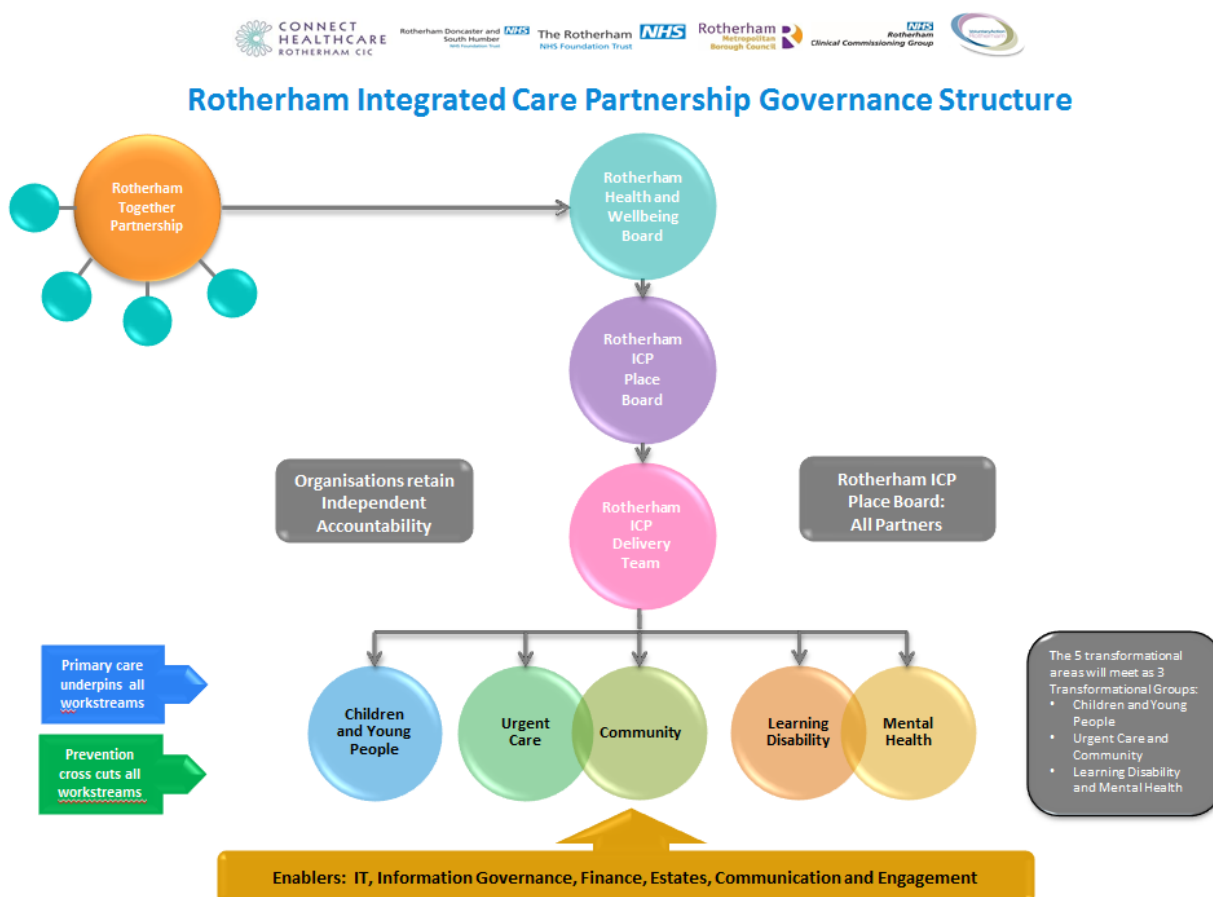 CONNECT
HEALTHCARE
ROTHERHAM CIC
Rotherham Doncaster and NHS
South Humber
NHS Foundation Trust
The Rotherham NHS
NHS Foundation Trust
Rotherham
Metropolitan
Borough Council
NHS
Rotherham
Clinical Commissioning Group
Rotherham Integrated Care Partnership Governance Structure
Rotherham
Together
Partnership
Rotherham
Health and
Wellbeing
Board
Rotherham
ICP
Place
Board
Organisations retain
Independent
Accountability
Rotherham ICP
Place Board:
All Partners
Rotherham
ICP
Delivery
Team
Primary care
underpins all
workstreams
Prevention
cross cuts all
workstreams
Children
and Young
People
Urgent
Care
Community
Learning
Disability
Mental
Health
The 5 transformational
areas will meet as 3
Transformational Groups:
• Children and Young
People
• Urgent Care and
Community
• Learning Disability
and Mental Health
Enablers: IT, Information Governance, Finance, Estates, Communication and Engagement